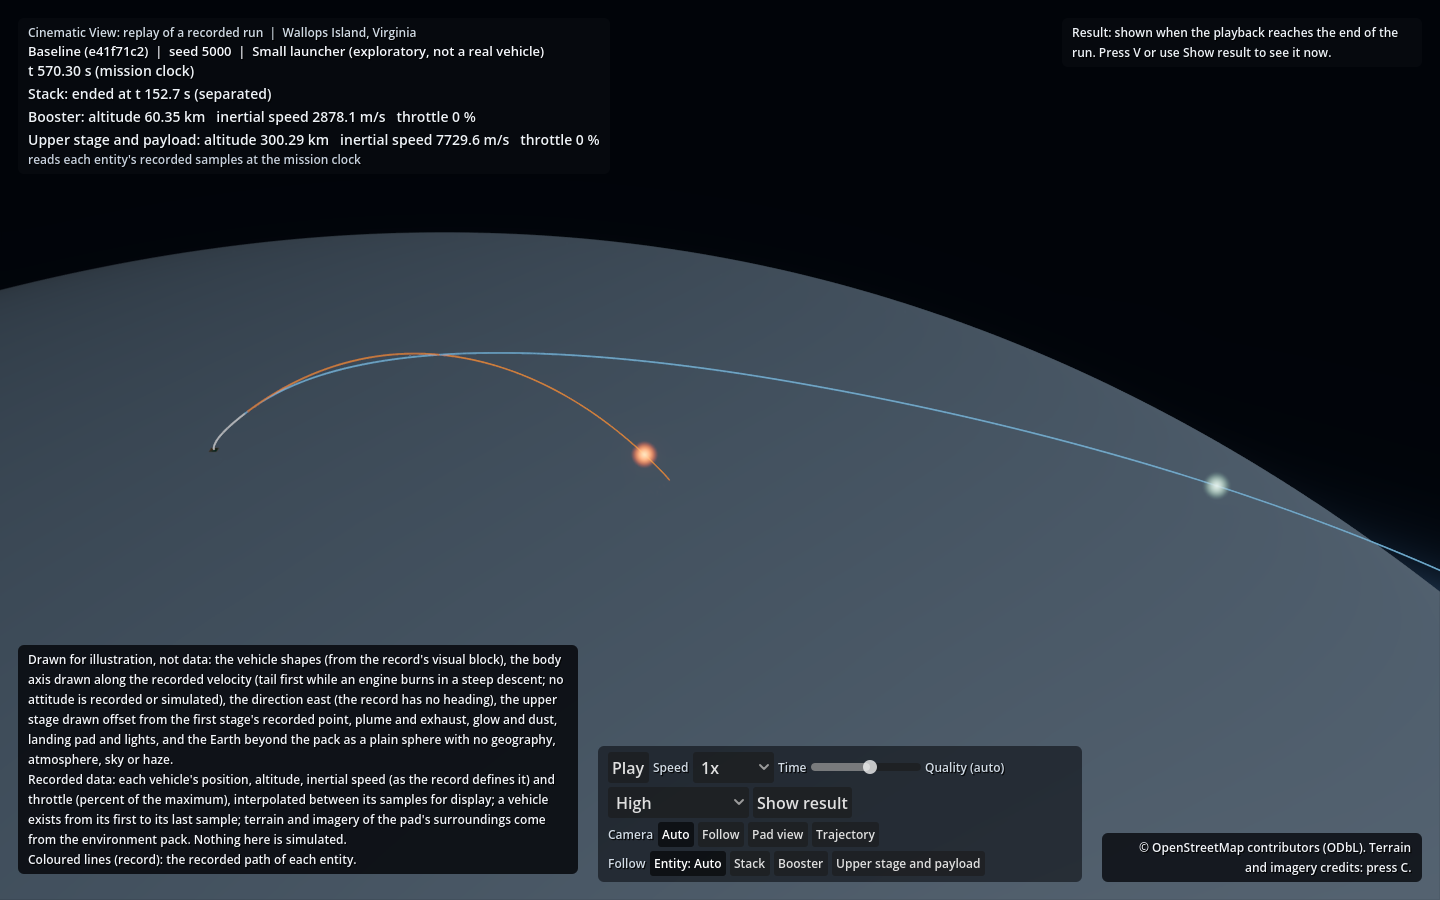 Cinematic View: replay of a recorded run | Wallops Island, Virginia
Baseline (e41f71c2) | seed 5000 | Small launcher (exploratory, not a real vehicle)
t 570.30 s (mission clock)
Stack: ended at t 152.7 s (separated)
Booster: altitude 60.35 km inertial speed 2878.1 m/s throttle 0 %
Upper stage and payload: altitude 300.29 km inertial speed 7729.6 m/s throttle 0 %
reads each entity's recorded samples at the mission clock
Result: shown when the playback reaches the end of the
run. Press V or use Show result to see it now.
Drawn for illustration, not data: the vehicle shapes (from the record's visual block), the body
axis drawn along the recorded velocity (tail first while an engine burns in a steep descent; no
attitude is recorded or simulated), the direction east (the record has no heading), the upper
stage drawn offset from the first stage's recorded point, plume and exhaust, glow and dust,
landing pad and lights, and the Earth beyond the pack as a plain sphere with no geography,
atmosphere, sky or haze.
Recorded data: each vehicle's position, altitude, inertial speed (as the record defines it) and
throttle (percent of the maximum), interpolated between its samples for display; a vehicle
exists from its first to its last sample; terrain and imagery of the pad's surroundings come
from the environment pack. Nothing here is simulated.
Coloured lines (record): the recorded path of each entity.
Play Speed 1x Time Quality (auto)
High Show result
Camera Auto Follow Pad view Trajectory
Follow Entity: Auto Stack Booster Upper stage and payload
© OpenStreetMap contributors (ODbL). Terrain
and imagery credits: press C.